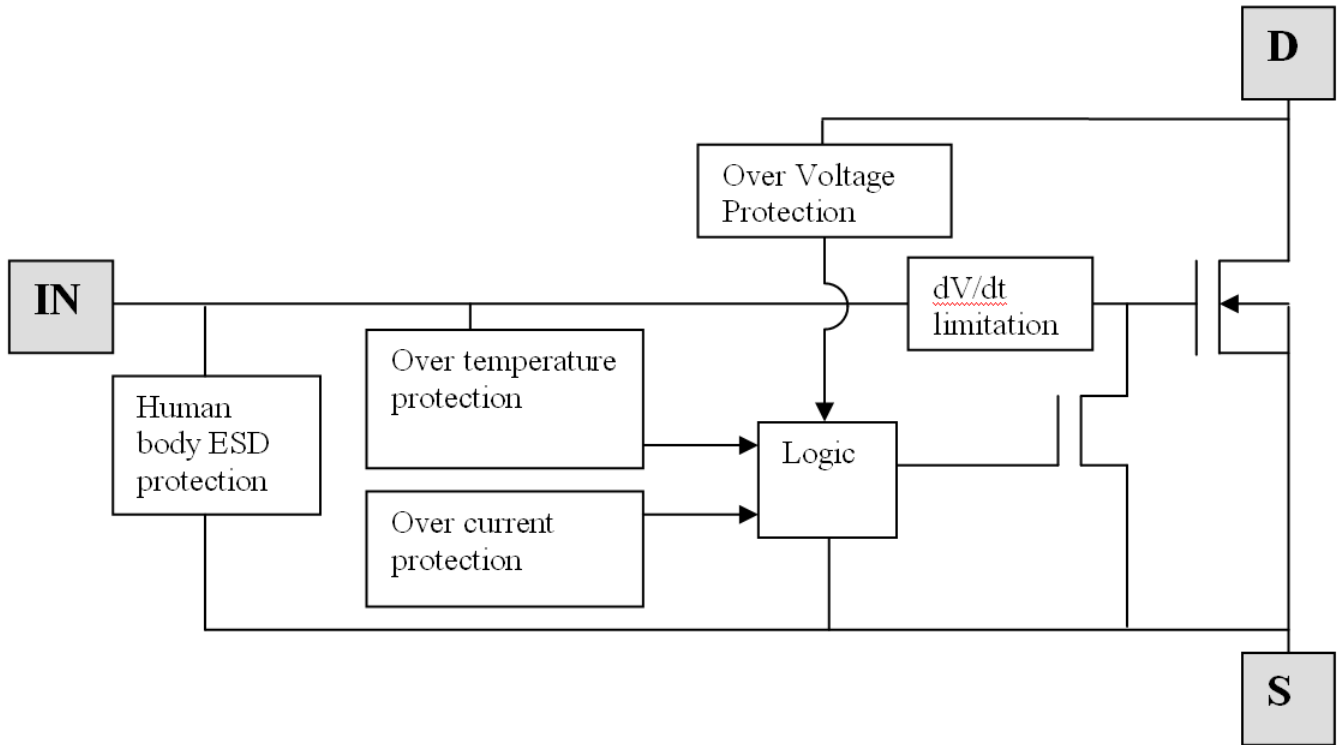 D
Over Voltage
Protection
IN
dV/dt
limitation
Over temperature
protection
Human
body ESD
protection
Logic
Over current
protection
S